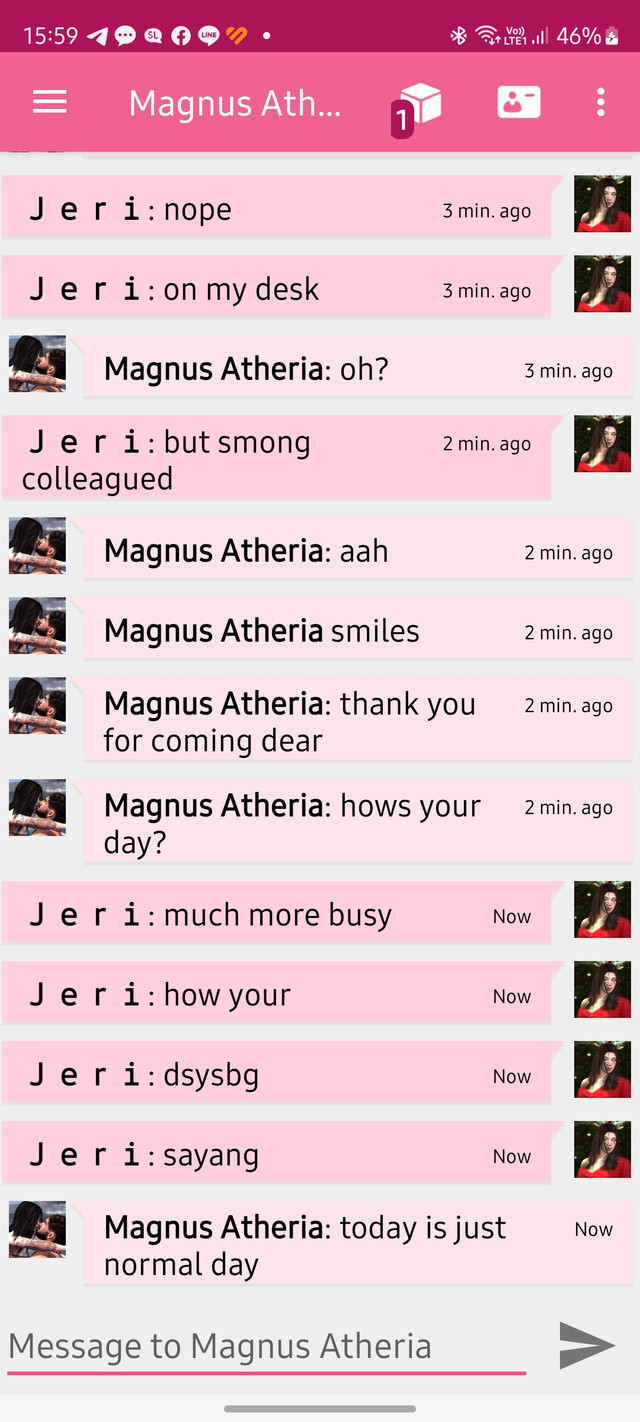 15:59 SL LINE Vo)) LTE1 46%
Magnus Ath... 1
J e r i : nope 3 min. ago
J e r i : on my desk 3 min. ago
Magnus Atheria: oh? 3 min. ago
J e r i : but smong 2 min. ago
colleagued
Magnus Atheria: aah 2 min. ago
Magnus Atheria smiles 2 min. ago
Magnus Atheria: thank you 2 min. ago
for coming dear
Magnus Atheria: hows your 2 min. ago
day?
J e r i : much more busy Now
J e r i : how your Now
J e r i : dsysbg Now
J e r i : sayang Now
Magnus Atheria: today is just Now
normal day
Message to Magnus Atheria